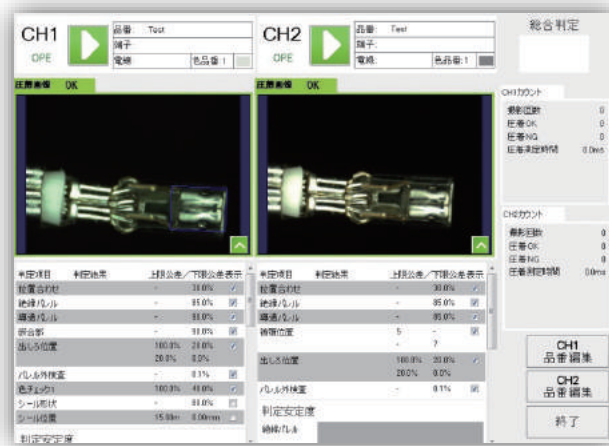 CH1
OPE
品番: Test
端子:
電線:
色品番:1
CH2
OPE
品番: Test
端子:
電線:
色品番:1
総合判定
圧着画像 OK
圧着画像 OK
CH1カウント
撮影回数 0
圧着OK 0
圧着NG 0
圧着測定時間 0.0ms
CH2カウント
撮影回数 0
圧着OK 0
圧着NG 0
圧着測定時間 0.0ms
判定項目 判定結果 上限公差/下限公差 表示
位置合わせ - 30.0%
絶縁バレル - 85.0%
導通バレル -
嵌合部 - 90.0%
出しろ位置 100.0% 20.0%
20.0% 0.0%
バレル外検査 - 0.1%
色チェック1 100.0% 40.0%
シール形状 - 80.0%
シール位置 15.00m 0.00mm
判定安定度
判定項目 判定結果 上限公差/下限公差 表示
位置合わせ - 30.0%
絶縁バレル - 85.0%
導通バレル - 85.0%
被覆位置 5 -
- 7
出しろ位置 100.0% 20.0%
20.0% 0.0%
バレル外検査 - 0.1%
判定安定度
絶縁バレル
CH1
品番編集
CH2
品番編集
終了